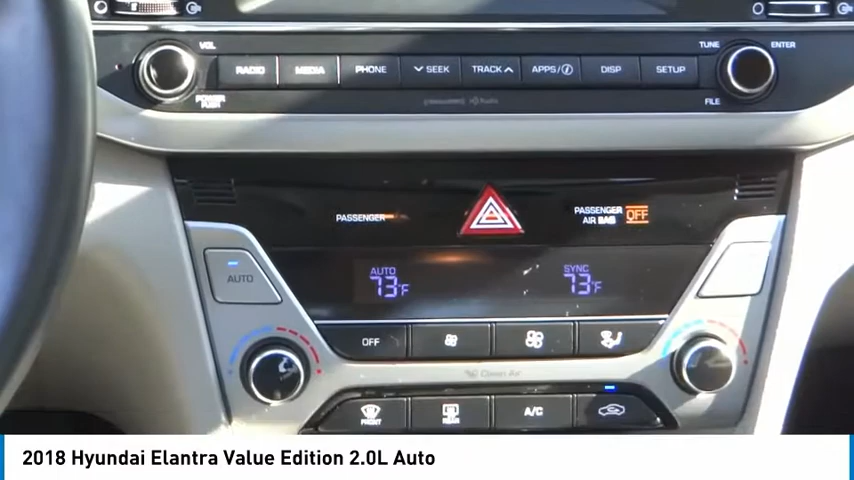 VOL
TUNE
ENTER
RADIO MEDIA PHONE SEEK TRACK APPS/i DISP SETUP
POWER
PUSH
FILE
PASSENGER
PASSENGER
AIR BAG OFF
AUTO
AUTO
73°F
SYNC
73°F
OFF
Clean Air
FRONT
REAR
A/C
2018 Hyundai Elantra Value Edition 2.0L Auto